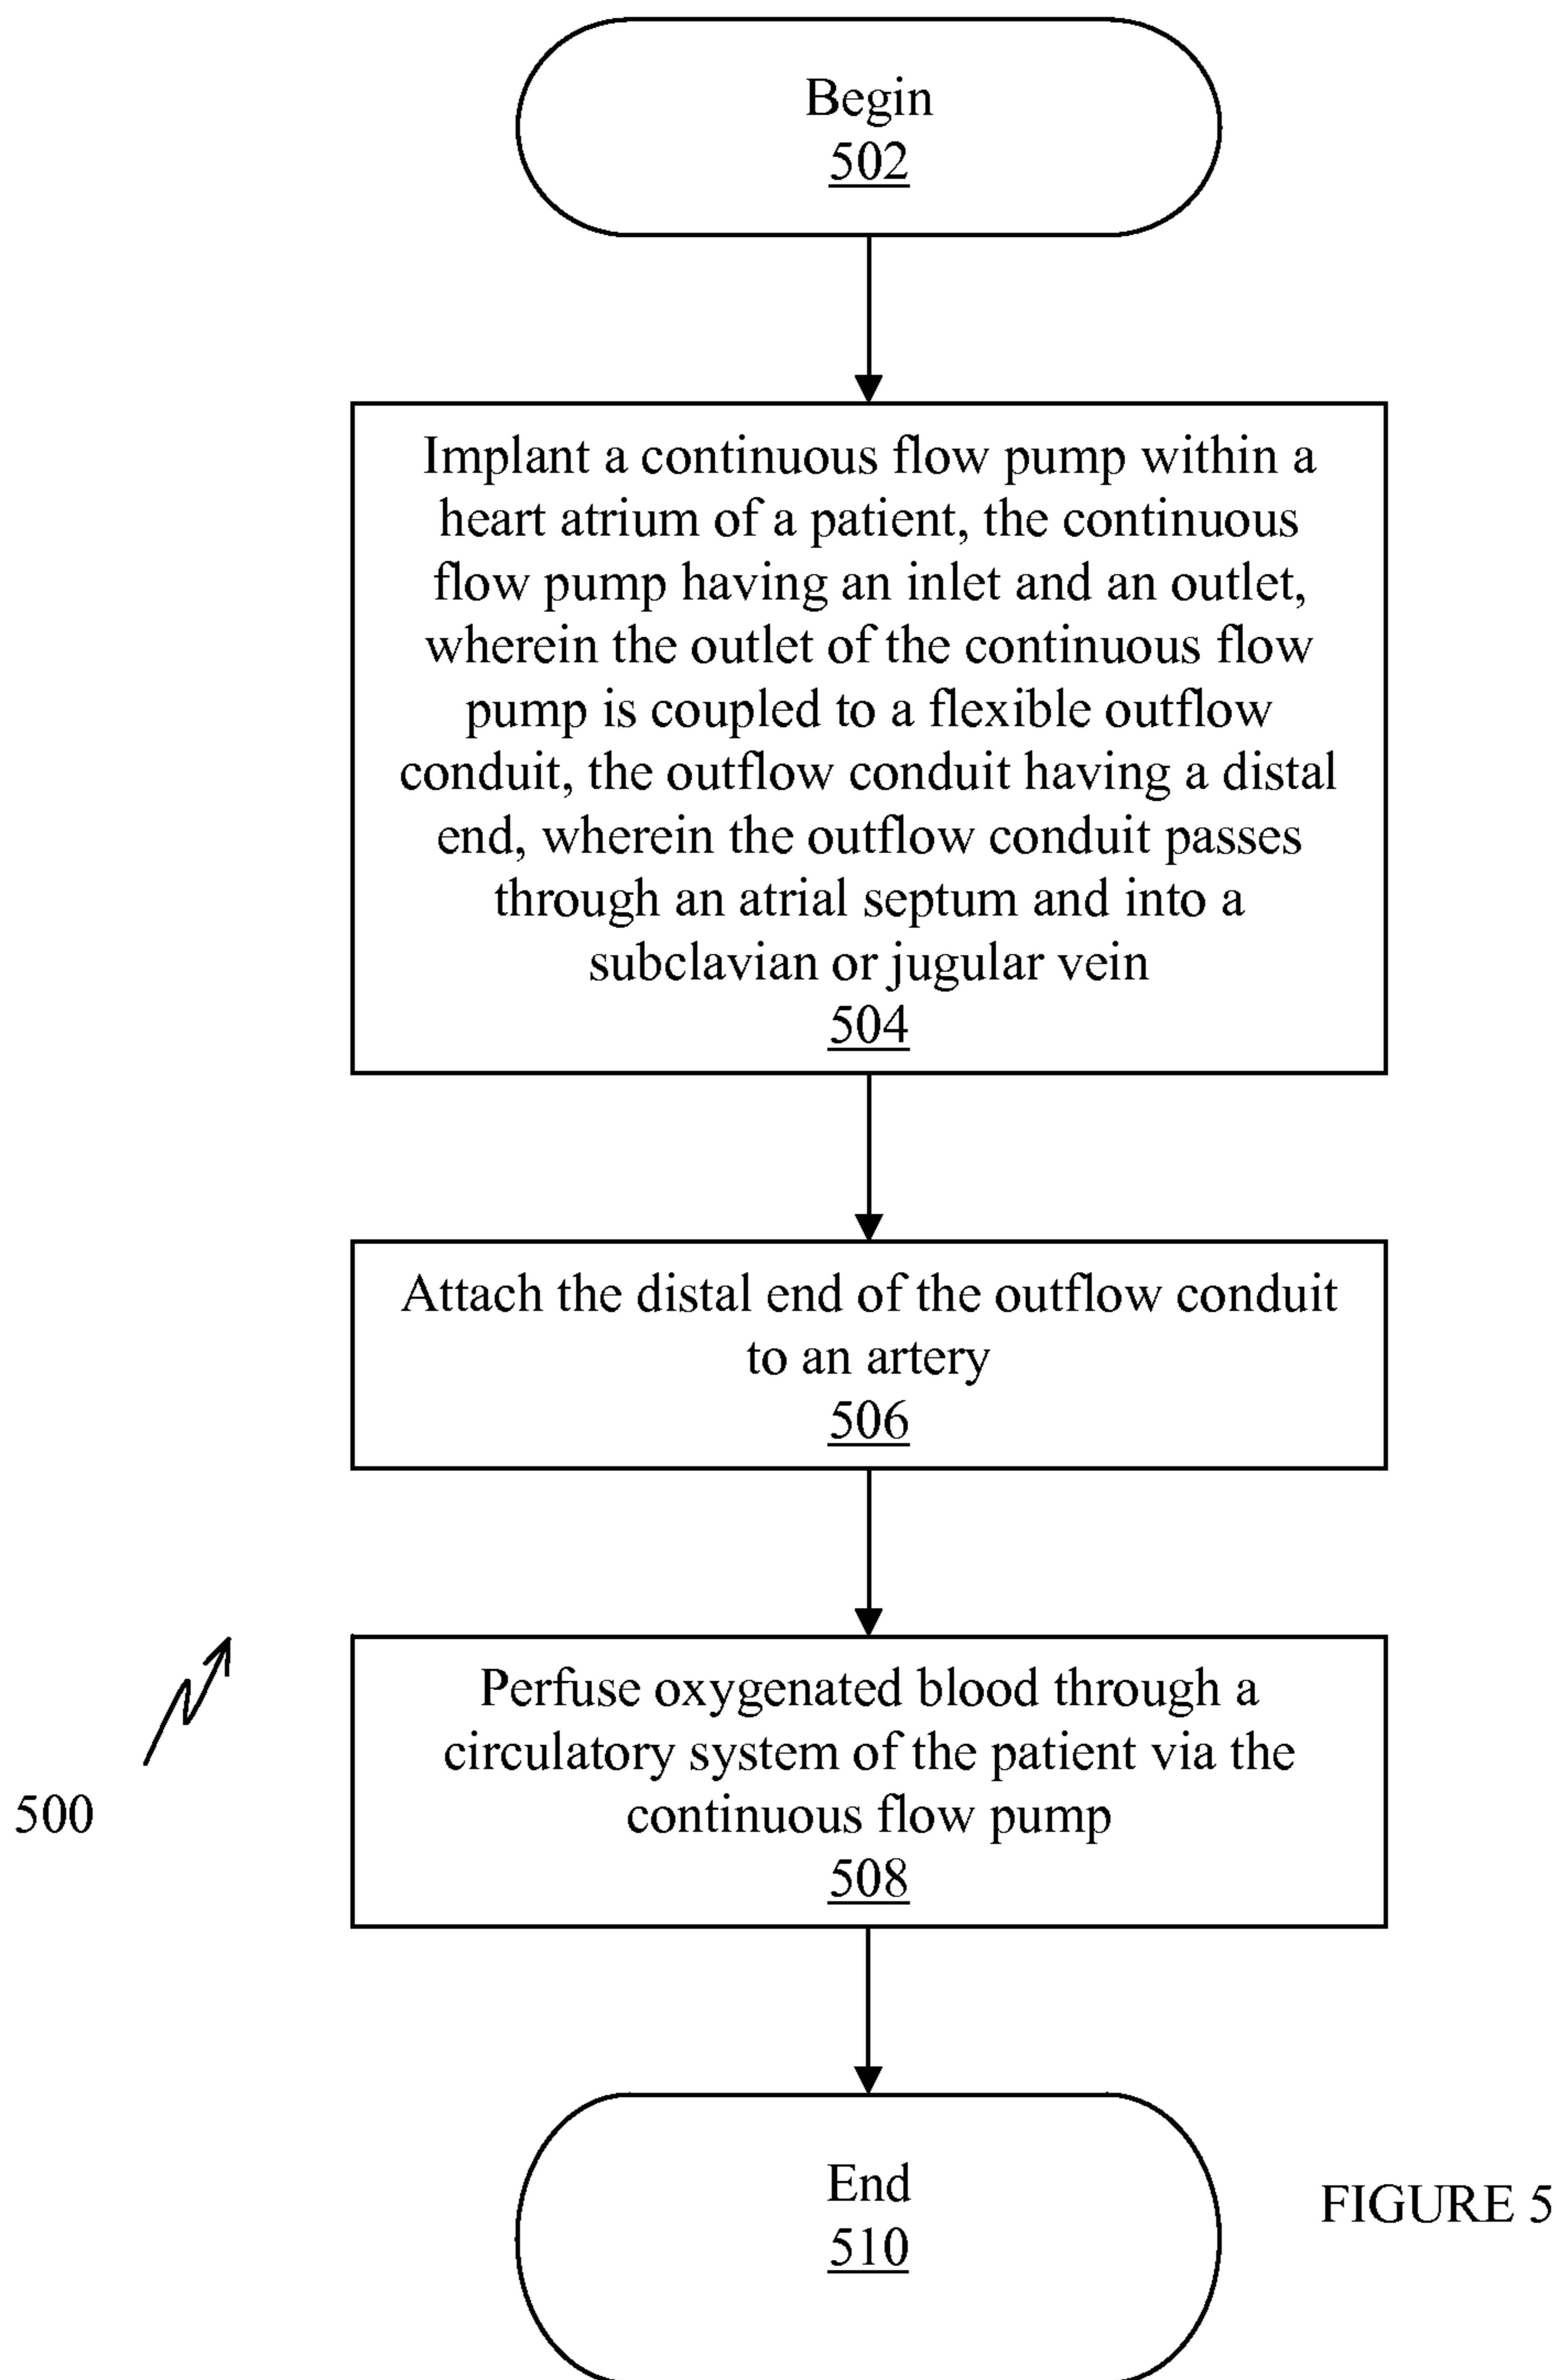 Begin
502
Implant a continuous flow pump within a
heart atrium of a patient, the continuous
flow pump having an inlet and an outlet,
wherein the outlet of the continuous flow
pump is coupled to a flexible outflow
conduit, the outflow conduit having a distal
end, wherein the outflow conduit passes
through an atrial septum and into a
subclavian or jugular vein
504
Attach the distal end of the outflow conduit
to an artery
506
Perfuse oxygenated blood through a
circulatory system of the patient via the
continuous flow pump
508
500
End
510
FIGURE 5